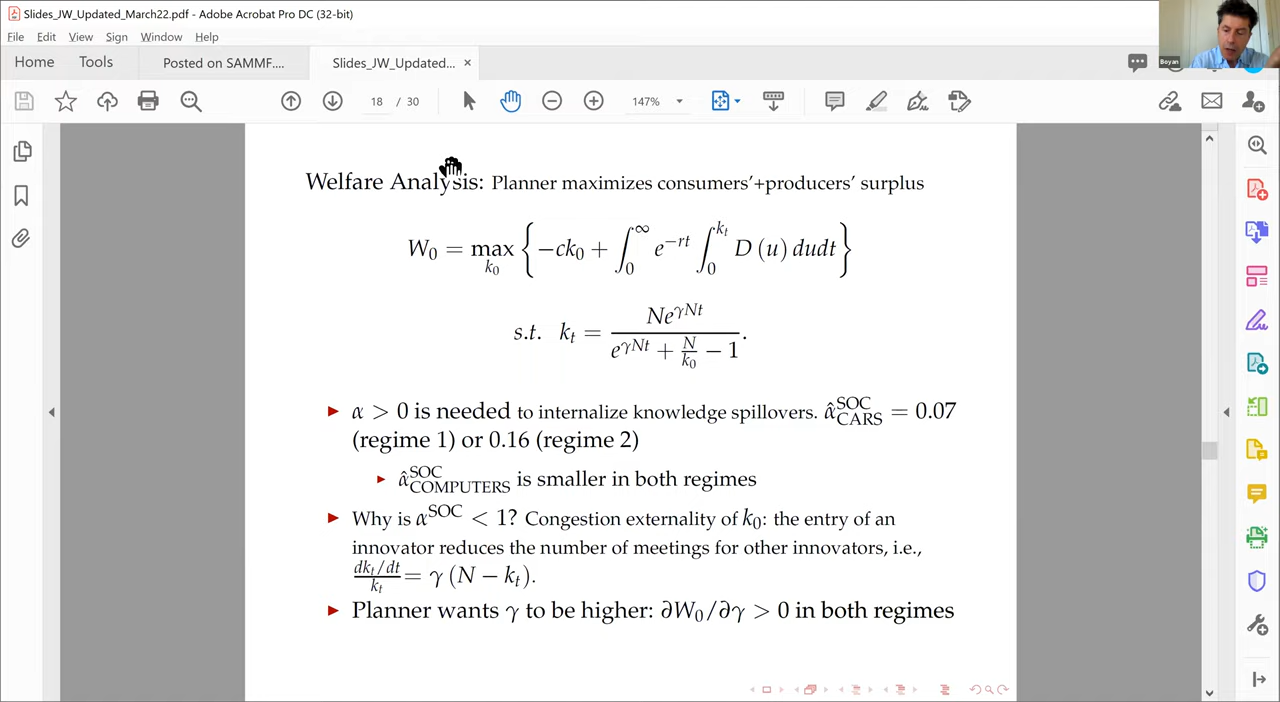 Slides_JW_Updated_March22.pdf - Adobe Acrobat Pro DC (32-bit)
File Edit View Sign Window Help
Home Tools Posted on SAMMF.... Slides_JW_Updated... ×
18 / 30 147%
Boyan
Welfare Analysis: Planner maximizes consumers'+producers' surplus
W₀ = max_{k₀} { −ck₀ + ∫₀^∞ e^{−rt} ∫₀^{k_t} D (u) dudt }
s.t. k_t = Ne^{γNt} / (e^{γNt} + N/k₀ − 1).
▶ α > 0 is needed to internalize knowledge spillovers. α̂^{SOC}_{CARS} = 0.07
(regime 1) or 0.16 (regime 2)
▶ α̂^{SOC}_{COMPUTERS} is smaller in both regimes
▶ Why is α^{SOC} < 1? Congestion externality of k₀: the entry of an
innovator reduces the number of meetings for other innovators, i.e.,
(dk_t/dt)/k_t = γ (N − k_t).
▶ Planner wants γ to be higher: ∂W₀/∂γ > 0 in both regimes